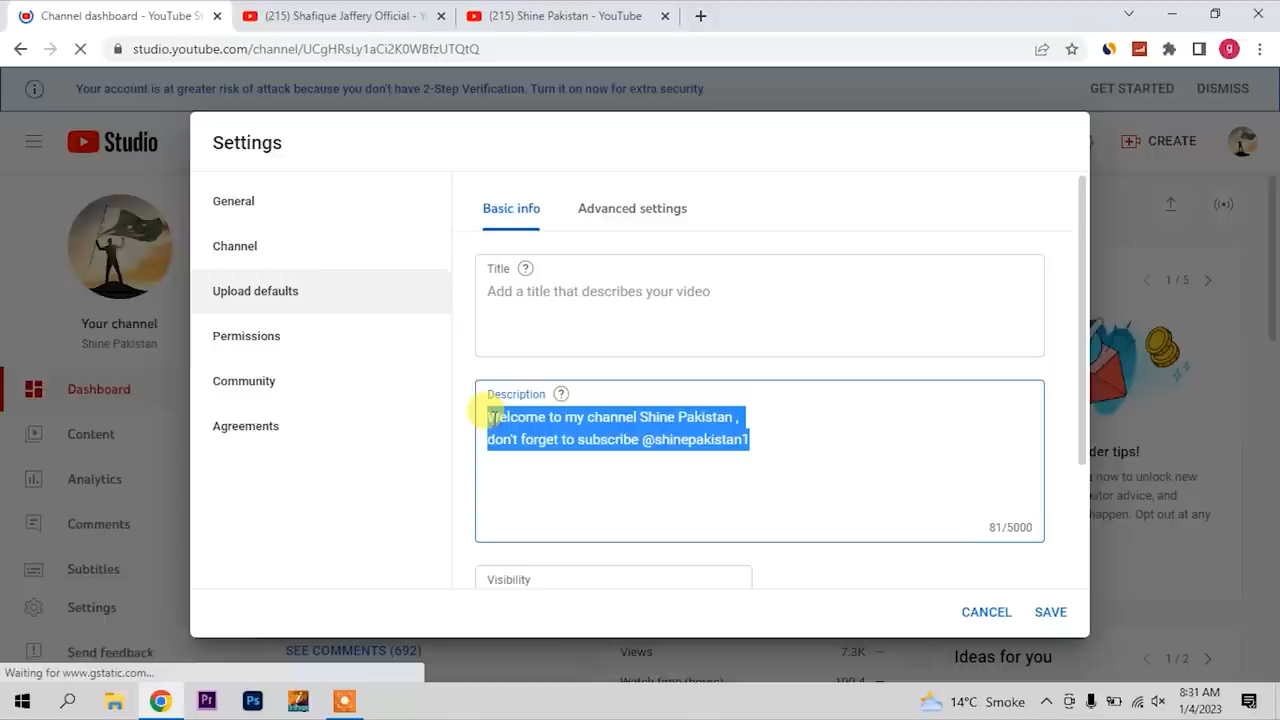 Channel dashboard - YouTube St
(215) Shafique Jaffery Official -
(215) Shine Pakistan - YouTube
studio.youtube.com/channel/UCgHRsLy1aCi2K0WBfzUTQtQ
g
Your account is at greater risk of attack because you don't have 2-Step Verification. Turn it on now for extra security
GET STARTED
DISMISS
Studio
CREATE
Your channel
Shine Pakistan
Dashboard
Content
Analytics
Comments
Subtitles
Settings
Send feedback
Settings
General
Channel
Upload defaults
Permissions
Community
Agreements
Basic info
Advanced settings
Title ?
Add a title that describes your video
Description ?
Welcome to my channel Shine Pakistan ,
don't forget to subscribe @shinepakistan1
81/5000
Visibility
CANCEL
SAVE
1 / 5
der tips!
now to unlock new
ator advice, and
happen. Opt out at any
SEE COMMENTS (692)
Views
7.3K —
Ideas for you
1 / 2
Waiting for www.gstatic.com...
Pr
Ps
14°C Smoke
8:31 AM
1/4/2023